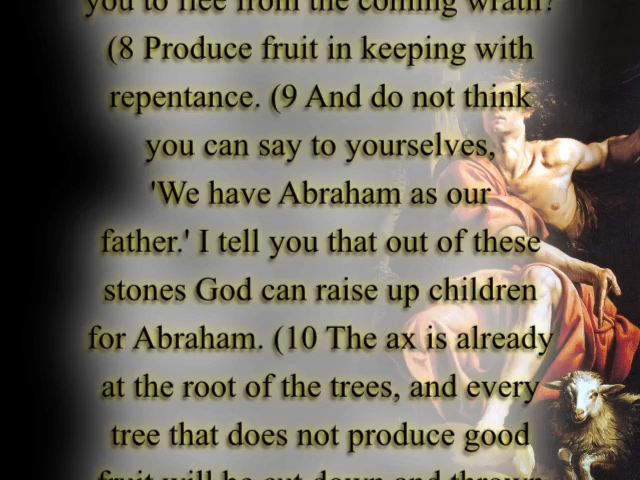 you to flee from the coming wrath?
(8 Produce fruit in keeping with
repentance. (9 And do not think
you can say to yourselves,
'We have Abraham as our
father.' I tell you that out of these
stones God can raise up children
for Abraham. (10 The ax is already
at the root of the trees, and every
tree that does not produce good
fruit will be cut down and thrown